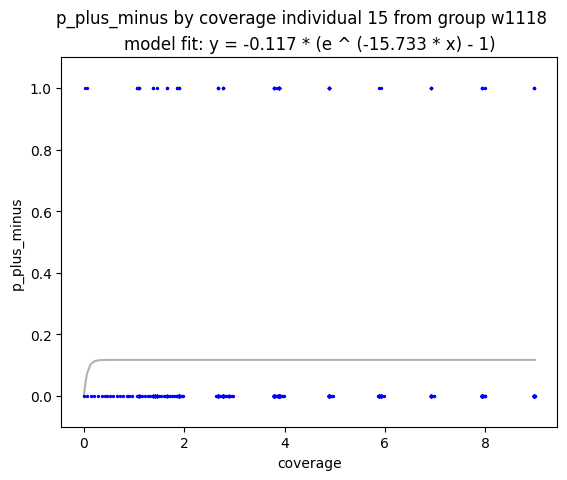 p_plus_minus by coverage individual 15 from group w1118
model fit: y = -0.117 * (e ^ (-15.733 * x) - 1)
1.0
0.8
0.6
0.4
0.2
0.0
p_plus_minus
0
2
4
6
8
coverage